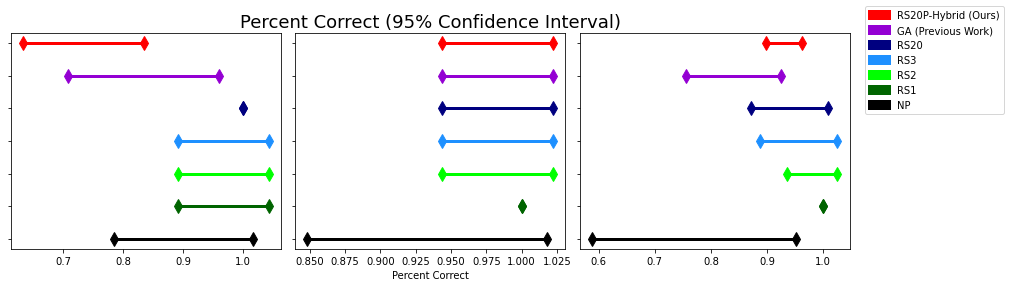 Percent Correct (95% Confidence Interval)
RS20P-Hybrid (Ours)
GA (Previous Work)
RS20
RS3
RS2
RS1
NP
0.7 0.8 0.9 1.0
0.850 0.875 0.900 0.925 0.950 0.975 1.000 1.025
0.6 0.7 0.8 0.9 1.0
Percent Correct